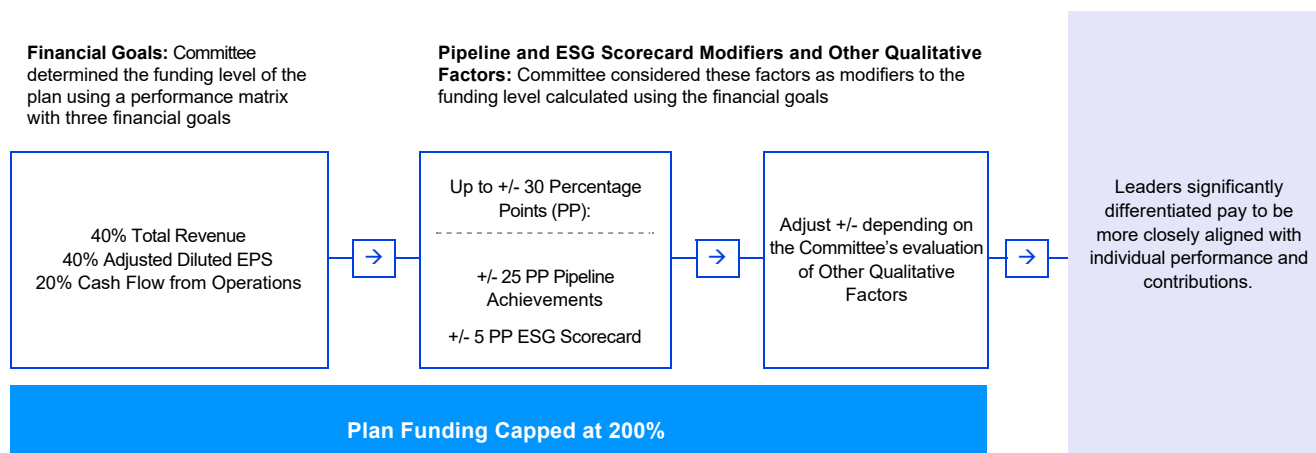 Financial Goals: Committee
determined the funding level of the
plan using a performance matrix
with three financial goals
Pipeline and ESG Scorecard Modifiers and Other Qualitative
Factors: Committee considered these factors as modifiers to the
funding level calculated using the financial goals
40% Total Revenue
40% Adjusted Diluted EPS
20% Cash Flow from Operations
→
Up to +/- 30 Percentage
Points (PP):
+/- 25 PP Pipeline
Achievements
+/- 5 PP ESG Scorecard
→
Adjust +/- depending on
the Committee’s evaluation
of Other Qualitative
Factors
→
Leaders significantly
differentiated pay to be
more closely aligned with
individual performance and
contributions.
Plan Funding Capped at 200%